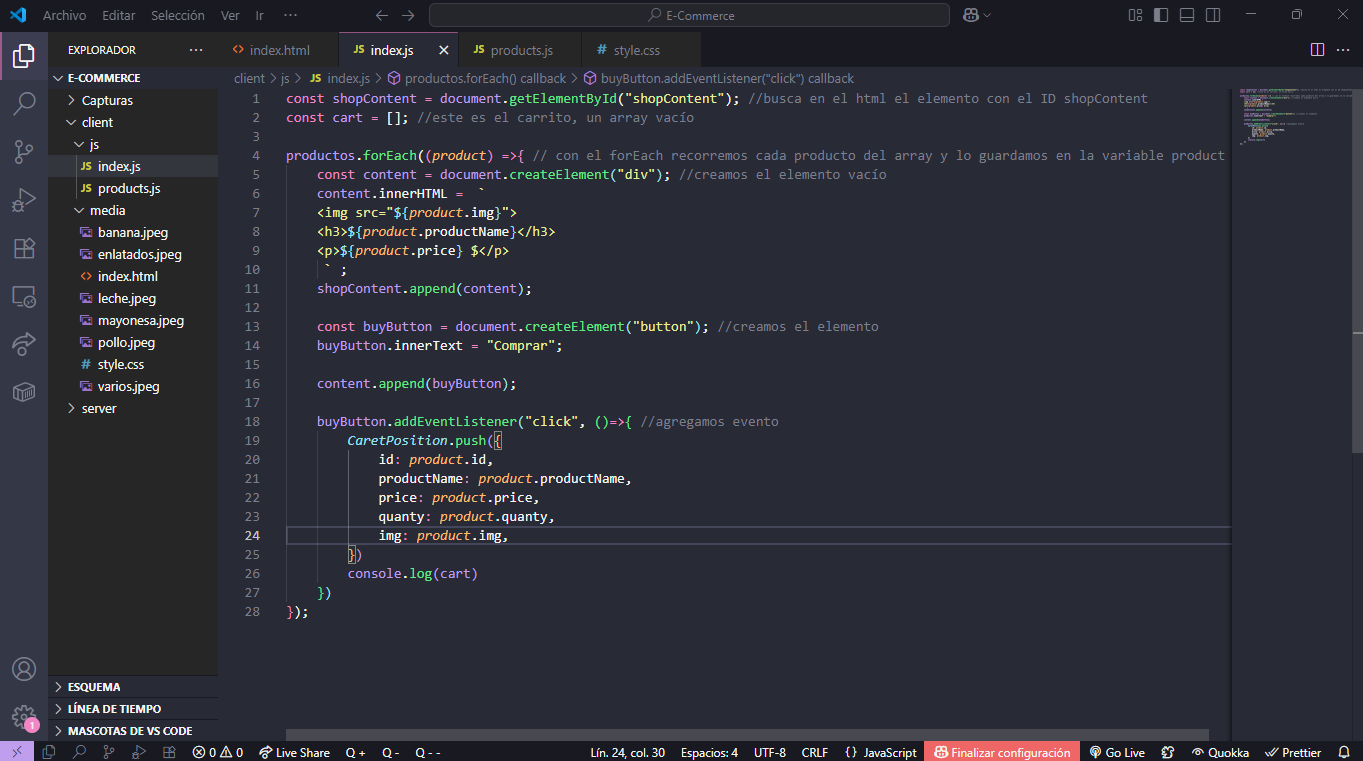 Archivo Editar Selección Ver Ir ···
E-Commerce
EXPLORADOR ···
index.html
JS index.js
JS products.js
# style.css
client > js > JS index.js > products.forEach() callback > buyButton.addEventListener("click") callback
E-COMMERCE
Capturas
client
js
JS index.js
JS products.js
media
banana.jpeg
enlatados.jpeg
index.html
leche.jpeg
mayonesa.jpeg
pollo.jpeg
# style.css
varios.jpeg
server
ESQUEMA
LÍNEA DE TIEMPO
MASCOTAS DE VS CODE
1 const shopContent = document.getElementById("shopContent"); //busca en el html el elemento con el ID shopContent
2 const cart = []; //este es el carrito, un array vacío
3
4 productos.forEach((product) =>{ // con el forEach recorremos cada producto del array y lo guardamos en la variable product
5 const content = document.createElement("div"); //creamos el elemento vacío
6 content.innerHTML = `
7 <img src="${product.img}">
8 <h3>${product.productName}</h3>
9 <p>${product.price} $</p>
10 ` ;
11 shopContent.append(content);
12
13 const buyButton = document.createElement("button"); //creamos el elemento
14 buyButton.innerText = "Comprar";
15
16 content.append(buyButton);
17
18 buyButton.addEventListener("click", ()=>{ //agregamos evento
19 CaretPosition.push({
20 id: product.id,
21 productName: product.productName,
22 price: product.price,
23 quanty: product.quanty,
24 img: product.img,
25 })
26 console.log(cart)
27 })
28 });
1
0 0 Live Share Q + Q - Q - - Lín. 24, col. 30 Espacios: 4 UTF-8 CRLF {} JavaScript Finalizar configuración Go Live Quokka Prettier